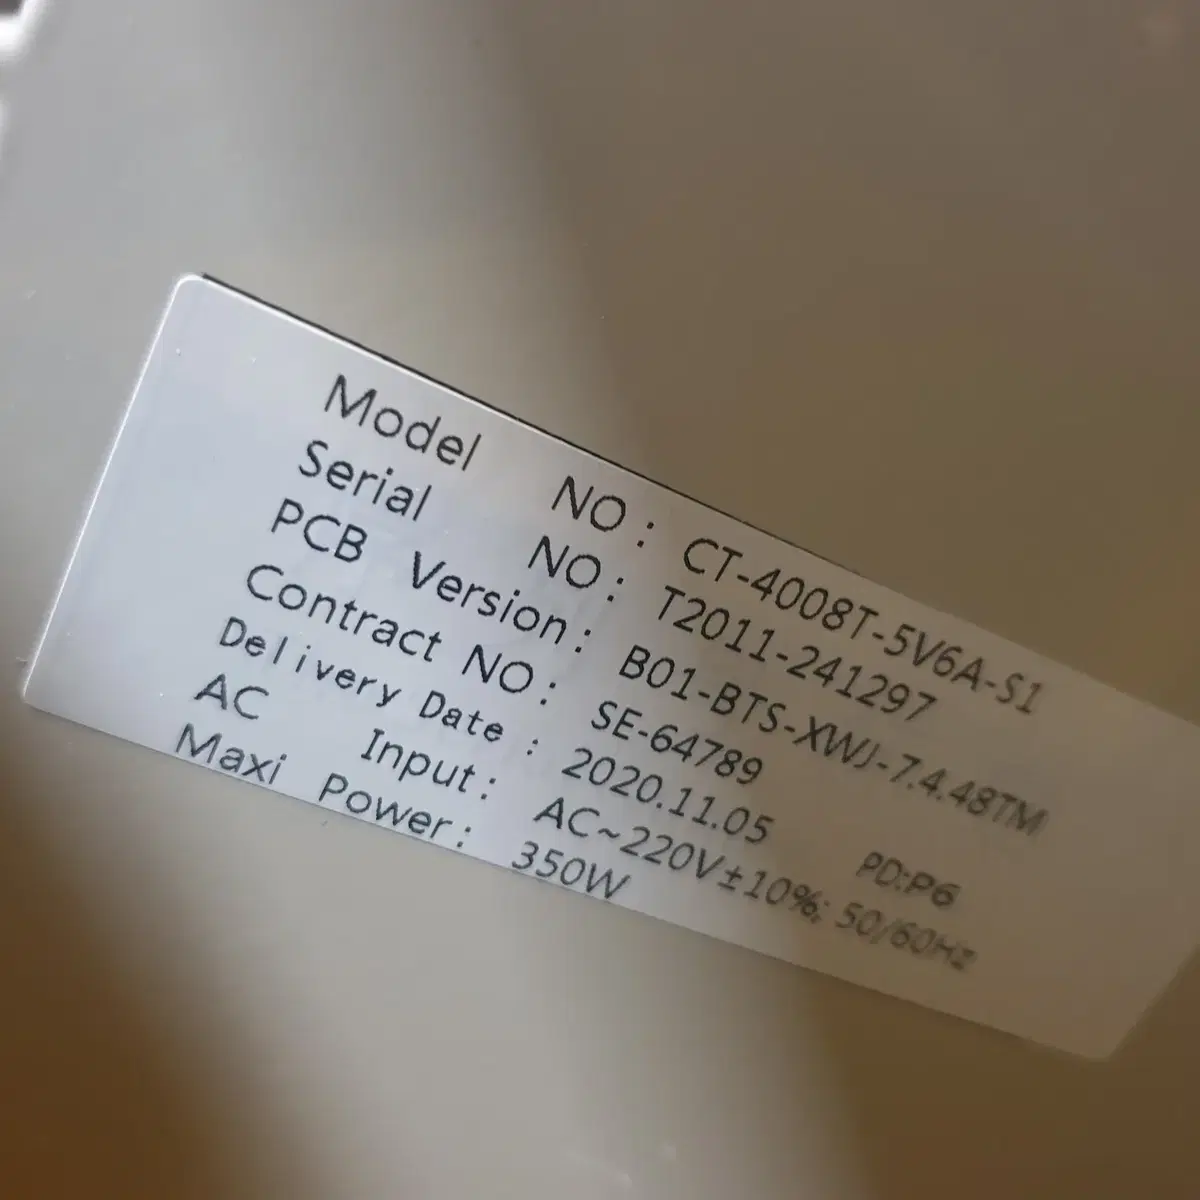 Model NO: CT-4008T-5V6A-S1
Serial NO: T2011-241297
PCB Version: B01-BTS-XWJ-7.4.48TM
Contract NO: SE-64789
Delivery Date: 2020.11.05 PD:P6
AC Input: AC~220V±10%; 50/60Hz
Maxi Power: 350W